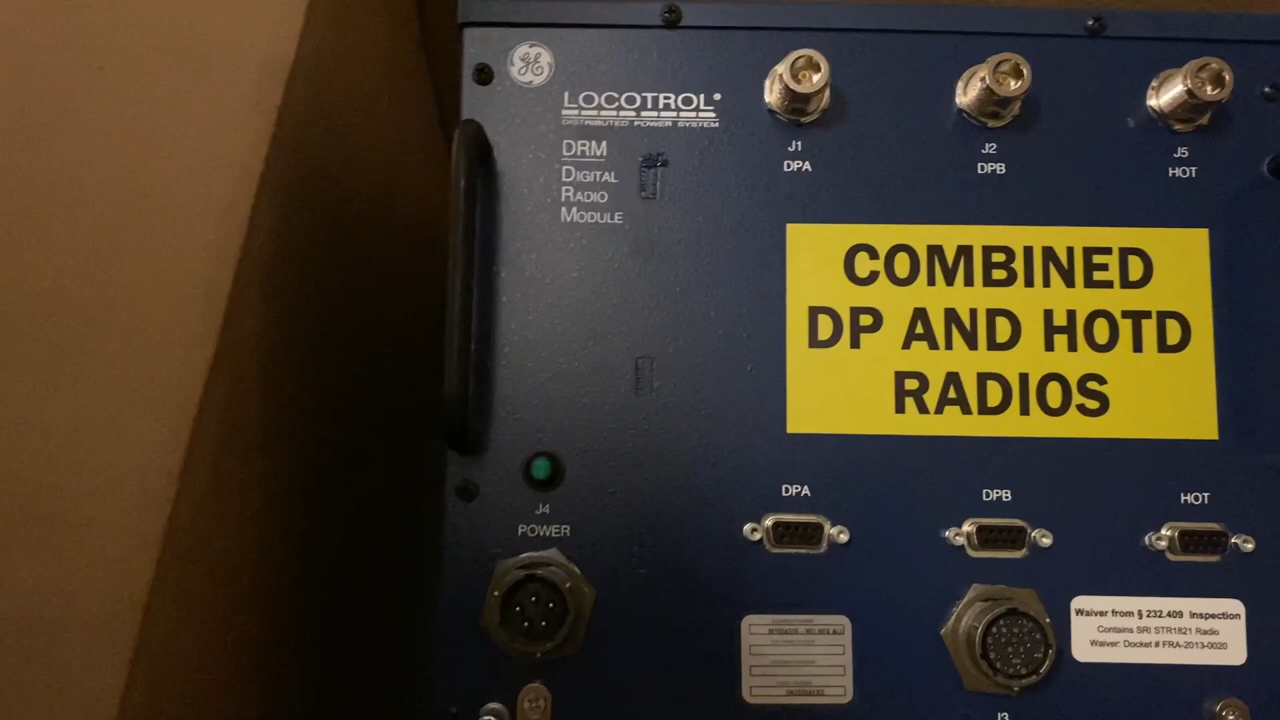 GE
LOCOTROL®
DISTRIBUTED POWER SYSTEM
DRM
DIGITAL
RADIO
MODULE
J1
DPA
J2
DPB
J5
HOT
COMBINED
DP AND HOTD
RADIOS
DPA
DPB
HOT
J4
POWER
Waiver from § 232.409 Inspection
Contains SRI STR1821 Radio
Waiver: Docket # FRA-2013-0020
J3